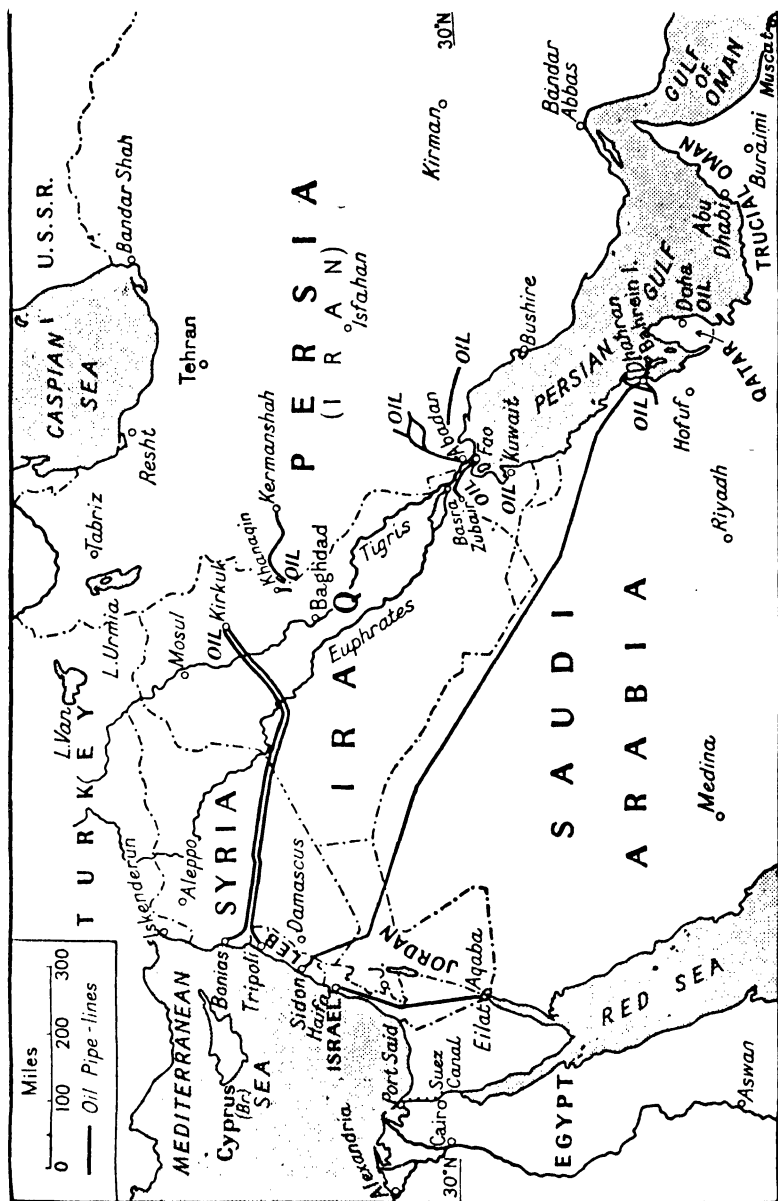 Miles
0 100 200 300
Oil Pipe-lines
U.S.S.R.
CASPIAN
SEA
Bandar Shah
TURKEY
L.Van
Tabriz
L.Urmia
Resht
Tehran
Iskenderun
Aleppo
Mosul
OIL Kirkuk
Khanaqin
OIL
Kermanshah
PERSIA
(IRAN)
Isfahan
Kirman
30°N
MEDITERRANEAN
SEA
Cyprus
(Br)
Banias
Tripoli
SYRIA
LEB
Damascus
Sidon
Haifa
ISRAEL
J.
JORDAN
IRAQ
Baghdad
Tigris
Euphrates
Basra
Zubair
OIL
Fao
Abadan
OIL
OIL
OIL
Kuwait
Bushire
PERSIAN
GULF
Bandar
Abbas
GULF
OF
OMAN
Muscat
Alexandria
Port Said
Cairo
Suez
Canal
30°N
Eilat
Aqaba
EGYPT
Aswan
RED SEA
SAUDI
ARABIA
Medina
Riyadh
Hofuf
OIL
Dhahran
Bahrein I.
Doha
OIL
QATAR
Abu
Dhabi
TRUCIAL OMAN
Buraimi